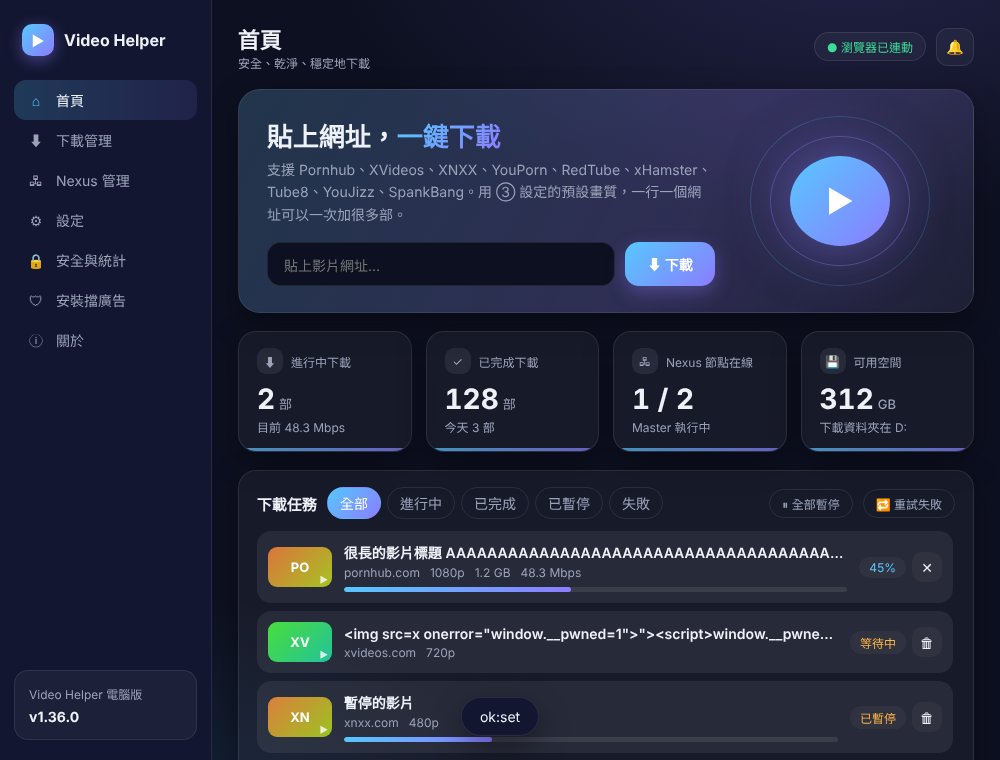 Video Helper
首頁
下載管理
Nexus 管理
設定
安全與統計
安裝擋廣告
關於
Video Helper 電腦版
v1.36.0
首頁
安全、乾淨、穩定地下載
瀏覽器已連動
貼上網址，一鍵下載
支援 Pornhub、XVideos、XNXX、YouPorn、RedTube、xHamster、
Tube8、YouJizz、SpankBang。用 ③ 設定的預設畫質，一行一個網
址可以一次加很多部。
貼上影片網址...
下載
進行中下載
2 部
目前 48.3 Mbps
已完成下載
128 部
今天 3 部
Nexus 節點在線
1 / 2
Master 執行中
可用空間
312 GB
下載資料夾在 D:
下載任務
全部
進行中
已完成
已暫停
失敗
全部暫停
重試失敗
PO
很長的影片標題 AAAAAAAAAAAAAAAAAAAAAAAAAAAAAAAAAAAAA...
pornhub.com 1080p 1.2 GB 48.3 Mbps
45%
XV
<img src=x onerror="window.__pwned=1">"><script>window.__pwne...
xvideos.com 720p
等待中
XN
暫停的影片
xnxx.com 480p
已暫停
ok:set